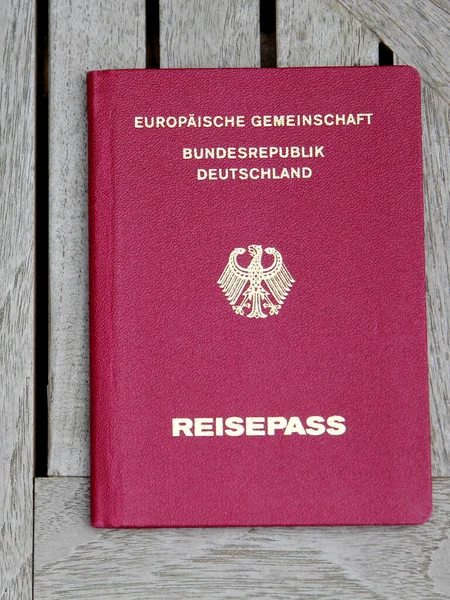 EUROPÄISCHE GEMEINSCHAFT
BUNDESREPUBLIK
DEUTSCHLAND
REISEPASS